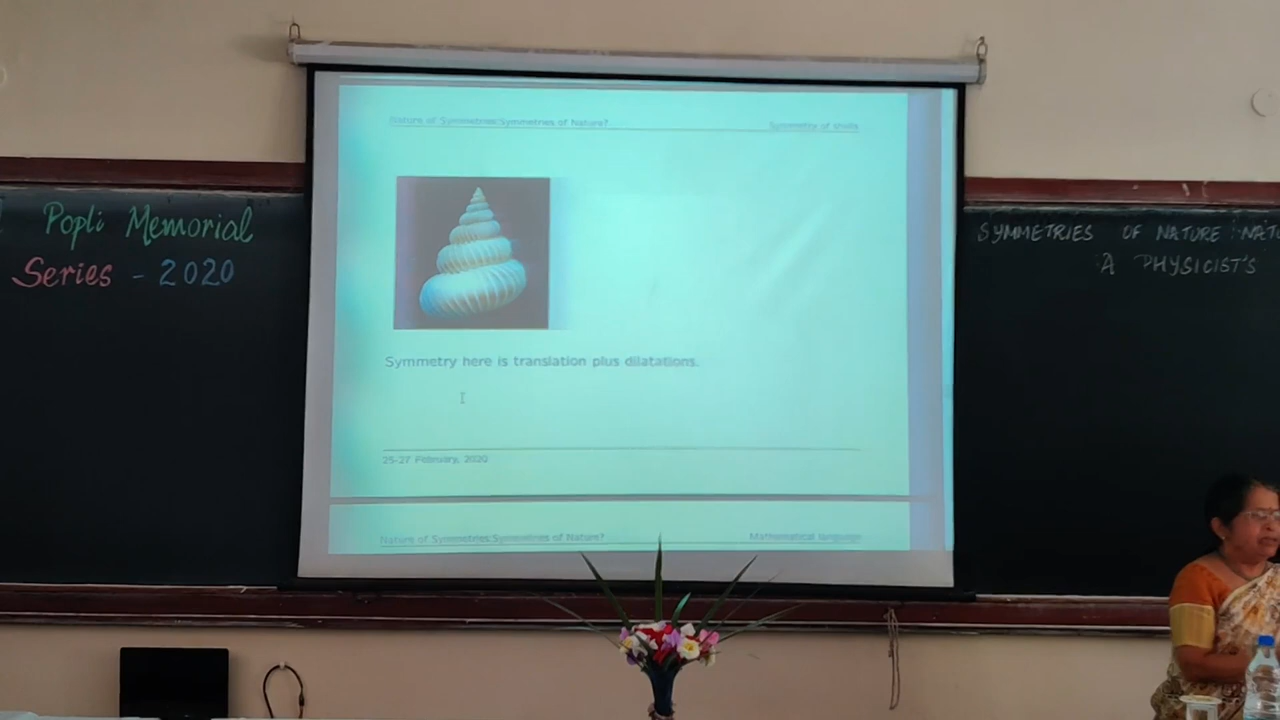 Popli Memorial
Series - 2020
Nature of Symmetries:Symmetries of Nature?
Symmetry of shells
Symmetry here is translation plus dilatations.
25-27 February, 2020
Nature of Symmetries:Symmetries of Nature?
Mathematical language
SYMMETRIES OF NATURE : NATU
A PHYSICIST'S